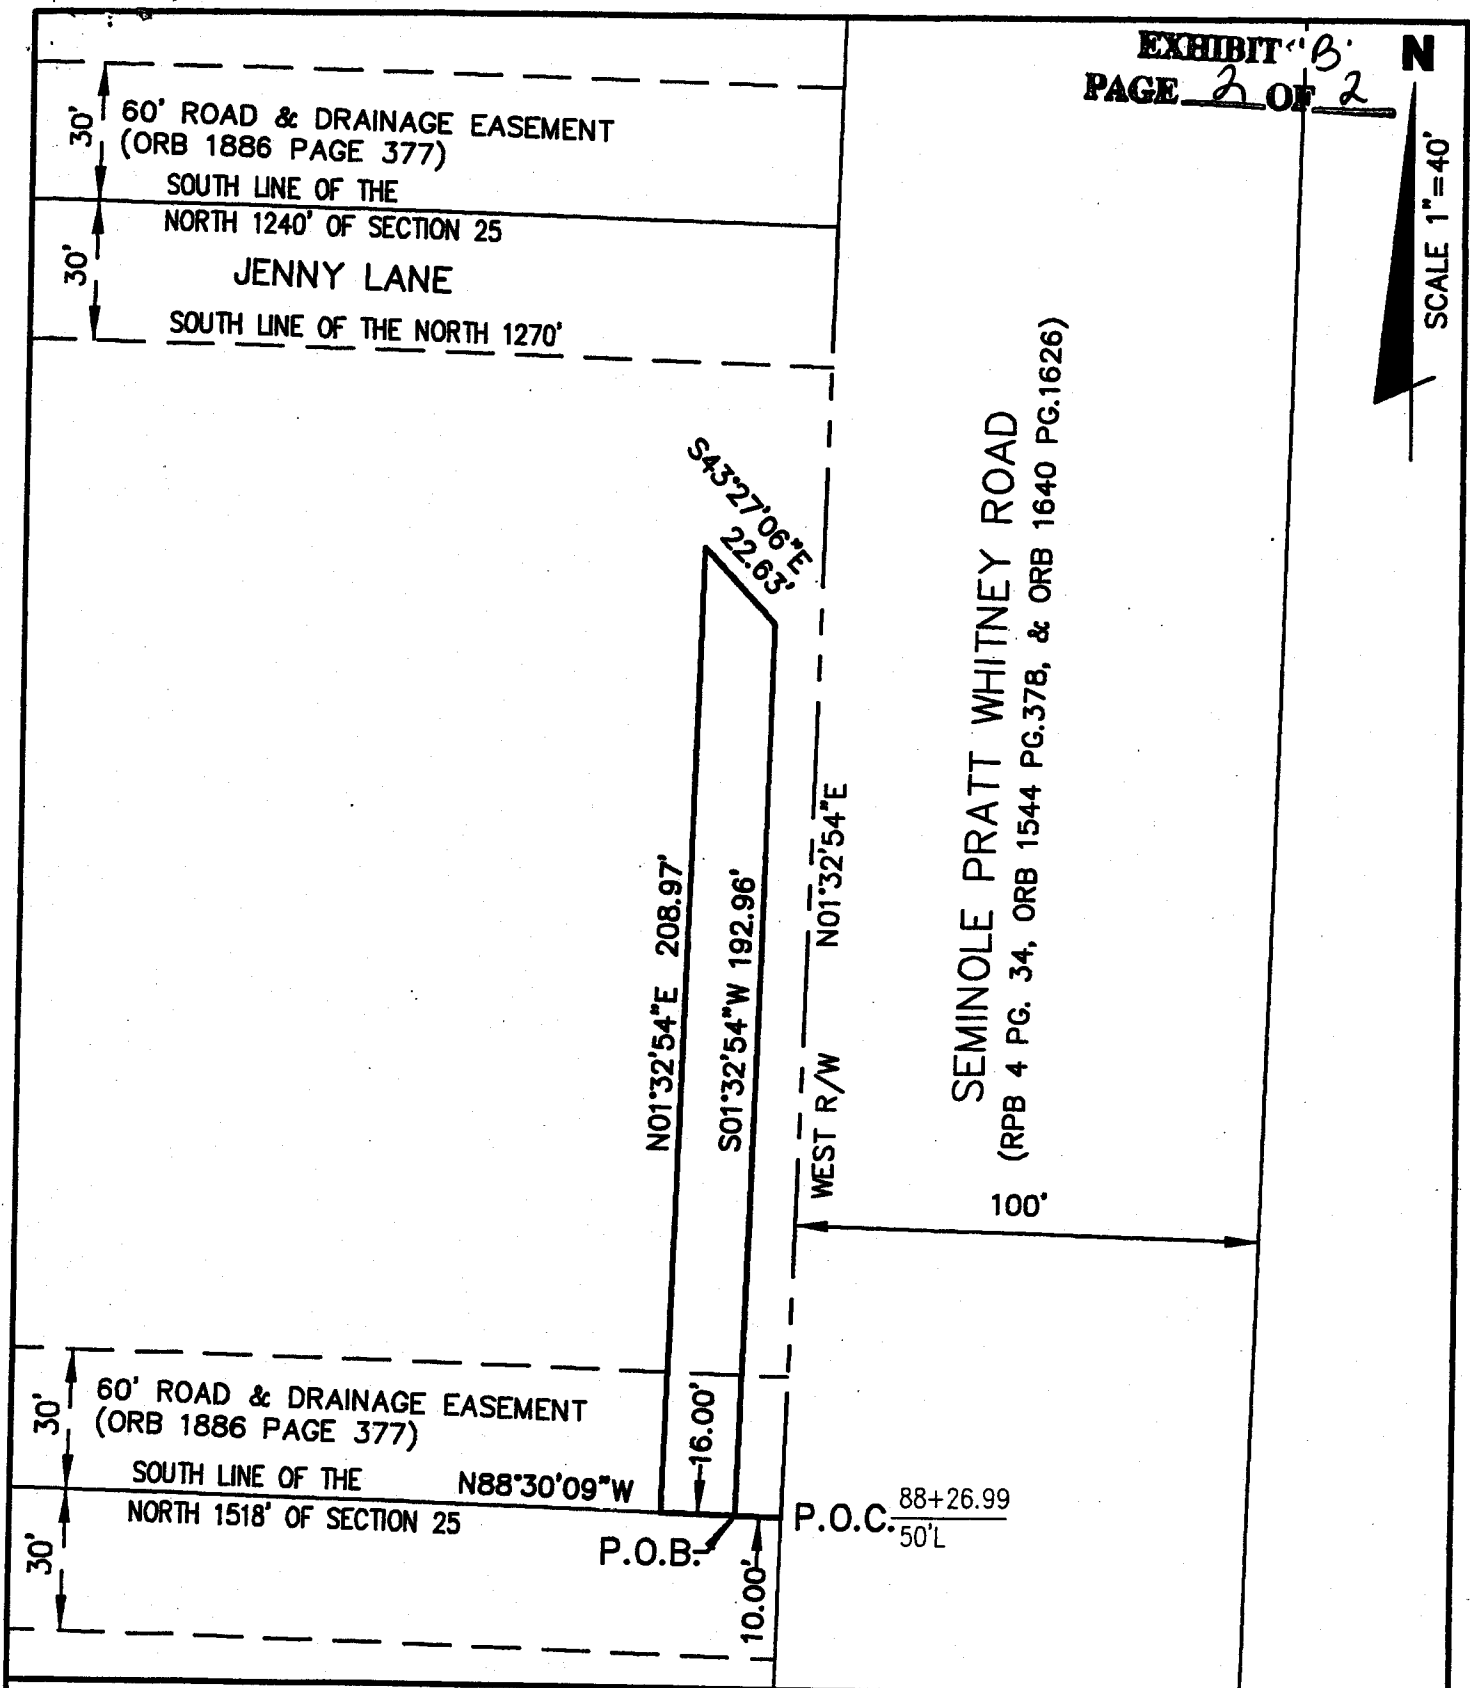 EXHIBIT "B"
PAGE 2 OF 2
N
SCALE 1"=40'
30'
60' ROAD & DRAINAGE EASEMENT
(ORB 1886 PAGE 377)
SOUTH LINE OF THE
NORTH 1240' OF SECTION 25
30'
JENNY LANE
SOUTH LINE OF THE NORTH 1270'
S43°27'06"E
22.63'
N01°32'54"E 208.97'
S01°32'54"W 192.96'
WEST R/W N01°32'54"E
SEMINOLE PRATT WHITNEY ROAD
(RPB 4 PG. 34, ORB 1544 PG.378, & ORB 1640 PG.1626)
100'
30'
60' ROAD & DRAINAGE EASEMENT
(ORB 1886 PAGE 377)
16.00'
SOUTH LINE OF THE N88°30'09"W
NORTH 1518' OF SECTION 25
30'
P.O.B.
10.00'
P.O.C. 88+26.99
50'L